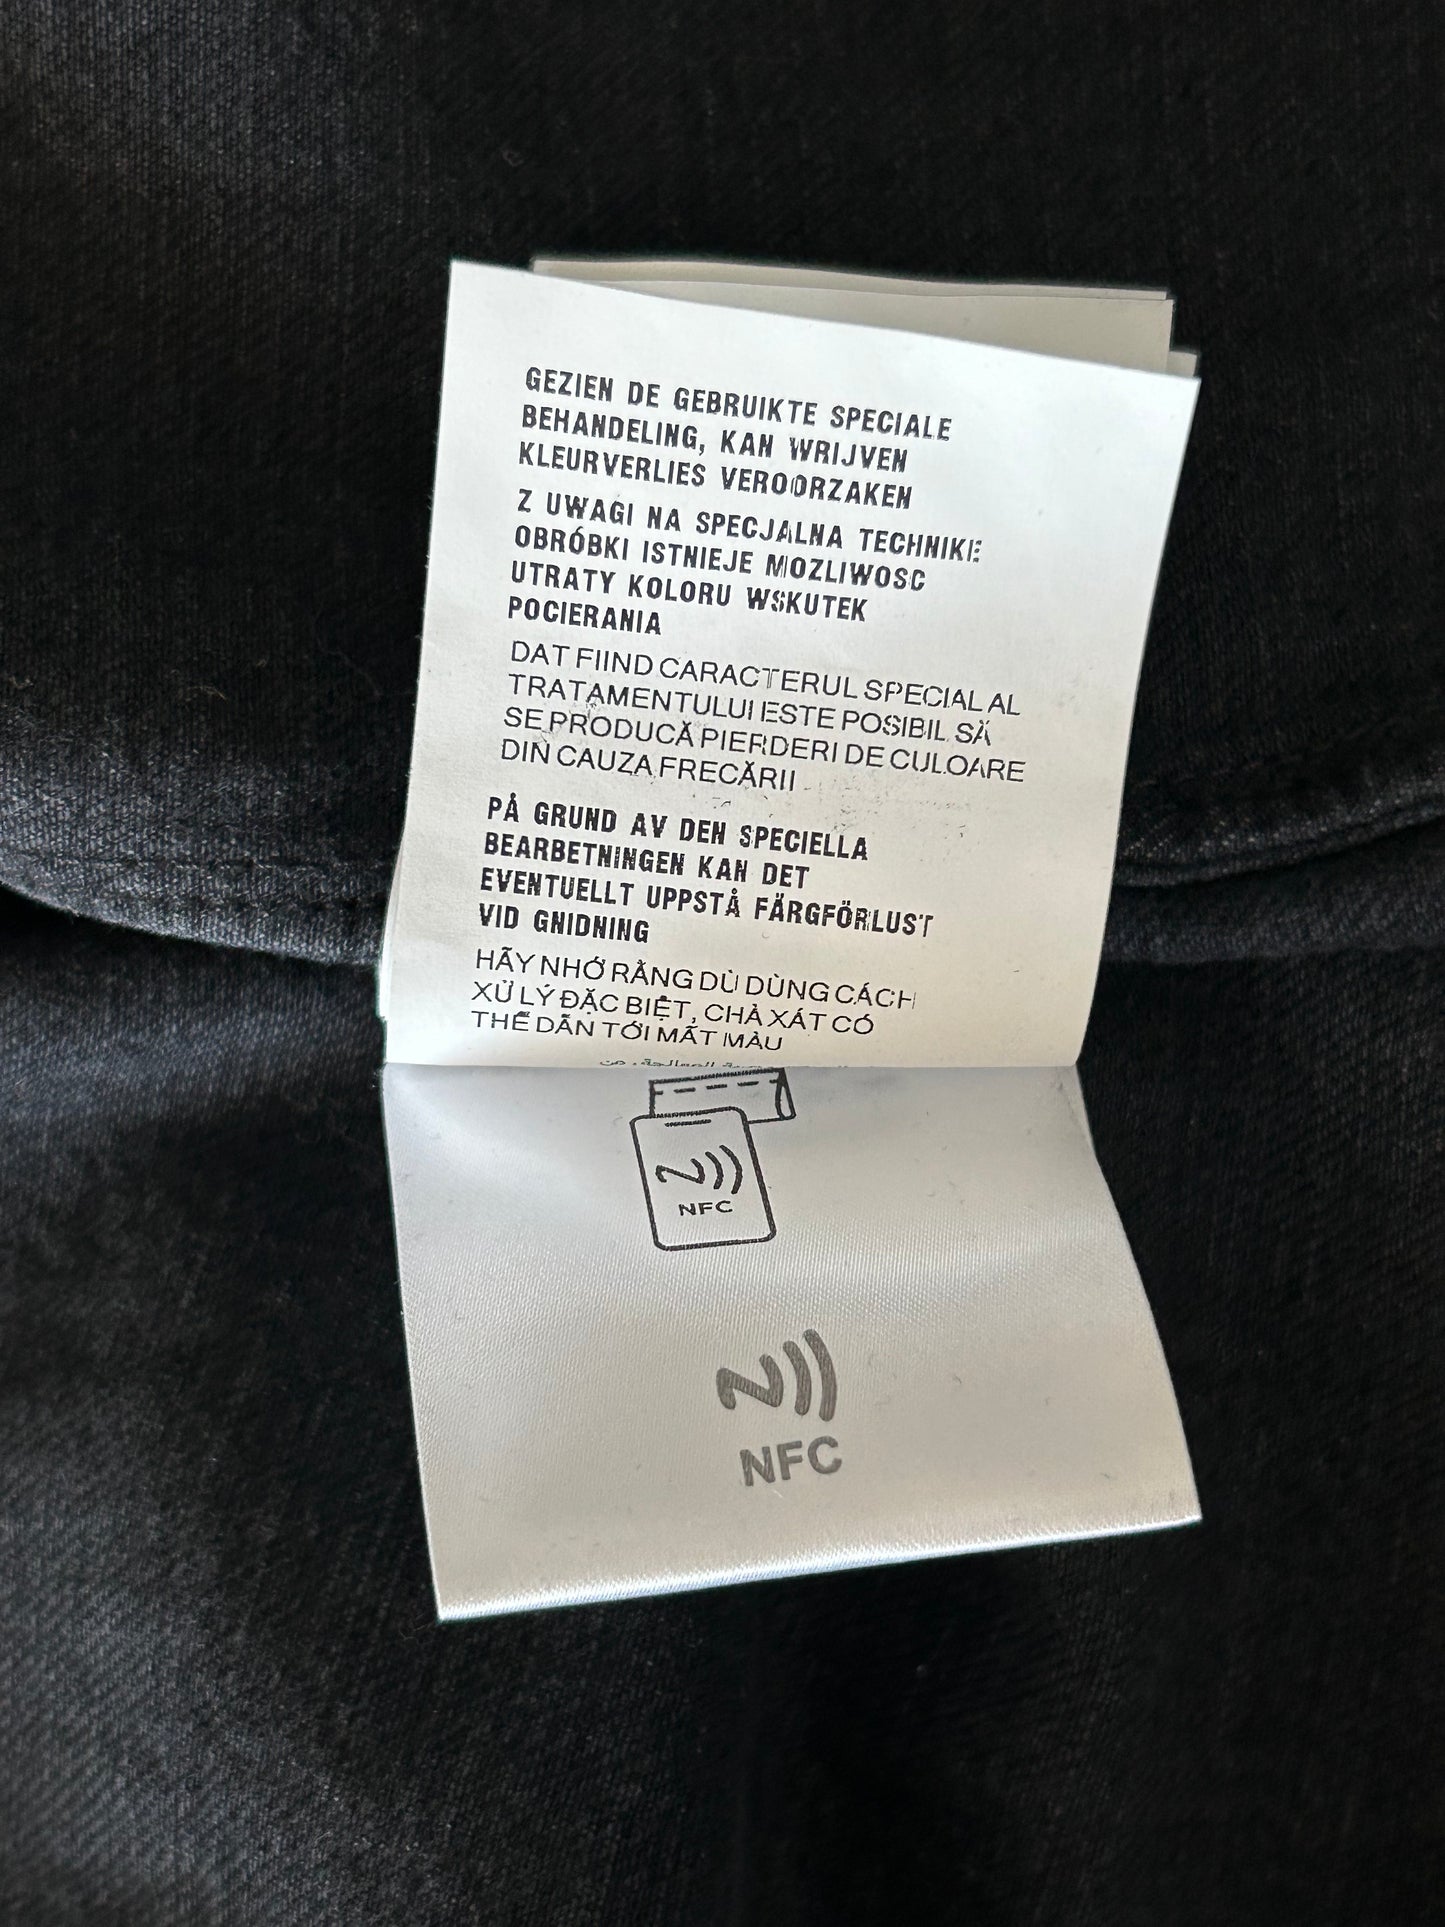 GEZIEN DE GEBRUIKTE SPECIALE
BEHANDELING, KAN WRIJVEN
KLEURVERLIES VEROORZAKEN
Z UWAGI NA SPECJALNA TECHNIKE
OBRÓBKI ISTNIEJE MOZLIWOSC
UTRATY KOLORU WSKUTEK
POCIERANIA
DAT FIIND CARACTERUL SPECIAL AL
TRATAMENTULUI ESTE POSIBIL SĂ
SE PRODUCĂ PIERDERI DE CULOARE
DIN CAUZA FRECĂRII
PÅ GRUND AV DEN SPECIELLA
BEARBETNINGEN KAN DET
EVENTUELLT UPPSTÅ FÄRGFÖRLUST
VID GNIDNING
HÃY NHỚ RẰNG DÙ DÙNG CÁCH
XỬ LÝ ĐẶC BIỆT, CHÀ XÁT CÓ
THỂ DẪN TỚI MẤT MÀU
NFC
NFC